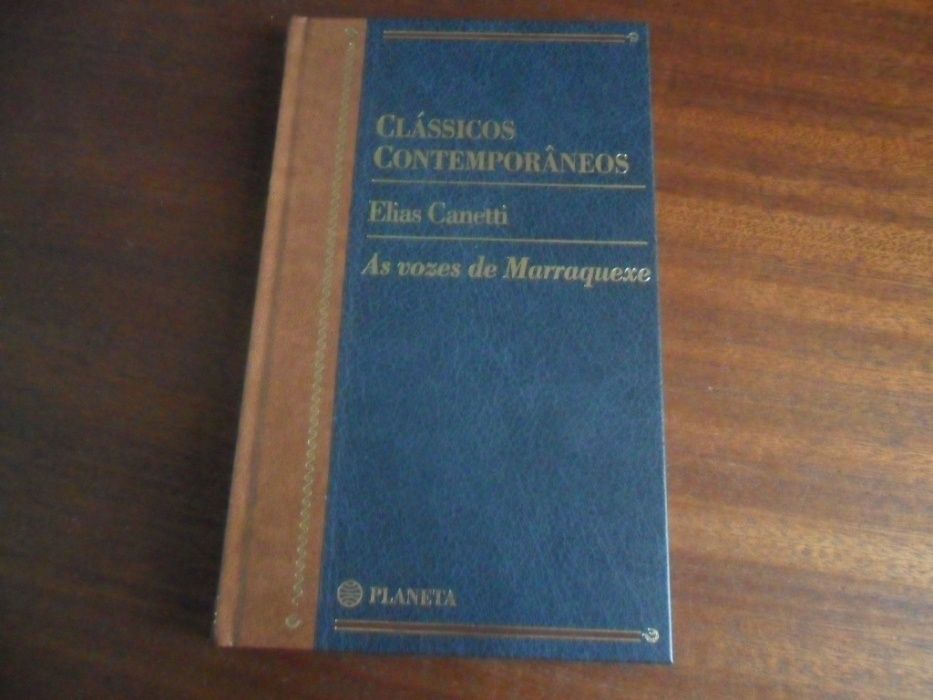 CLÁSSICOS
CONTEMPORÂNEOS
Elias Canetti
As vozes de Marraquexe
PLANETA